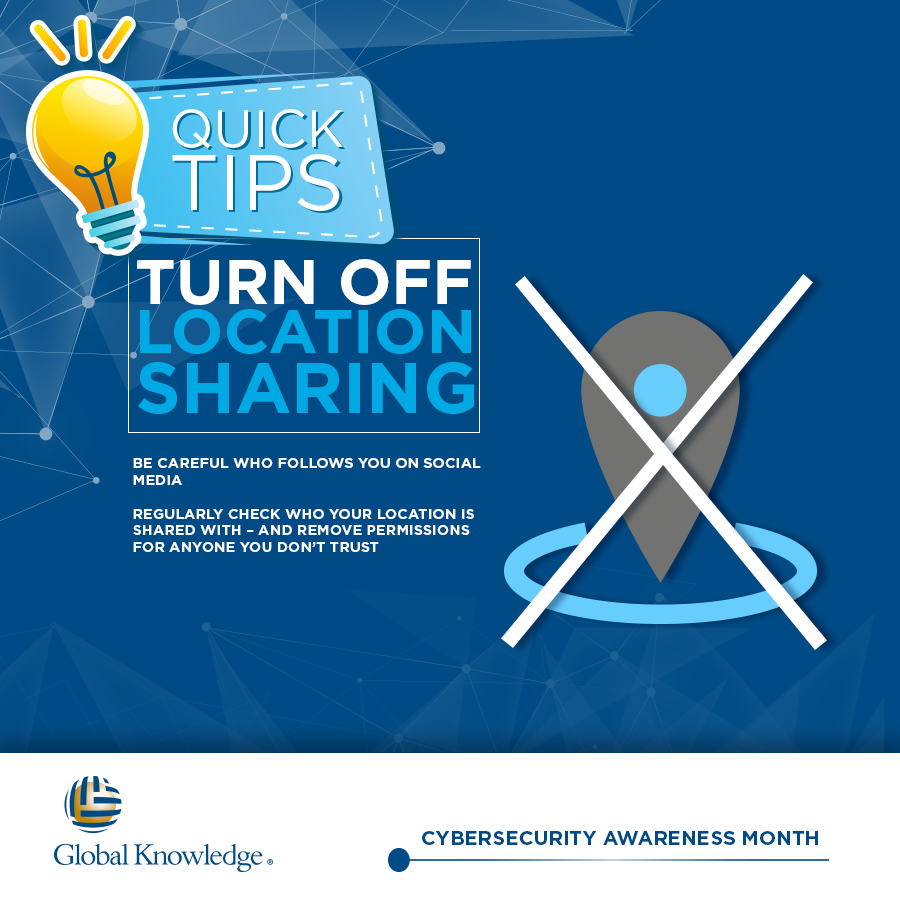 QUICK
TIPS
TURN OFF
LOCATION
SHARING
BE CAREFUL WHO FOLLOWS YOU ON SOCIAL
MEDIA
REGULARLY CHECK WHO YOUR LOCATION IS
SHARED WITH – AND REMOVE PERMISSIONS
FOR ANYONE YOU DON'T TRUST
Global Knowledge®
CYBERSECURITY AWARENESS MONTH